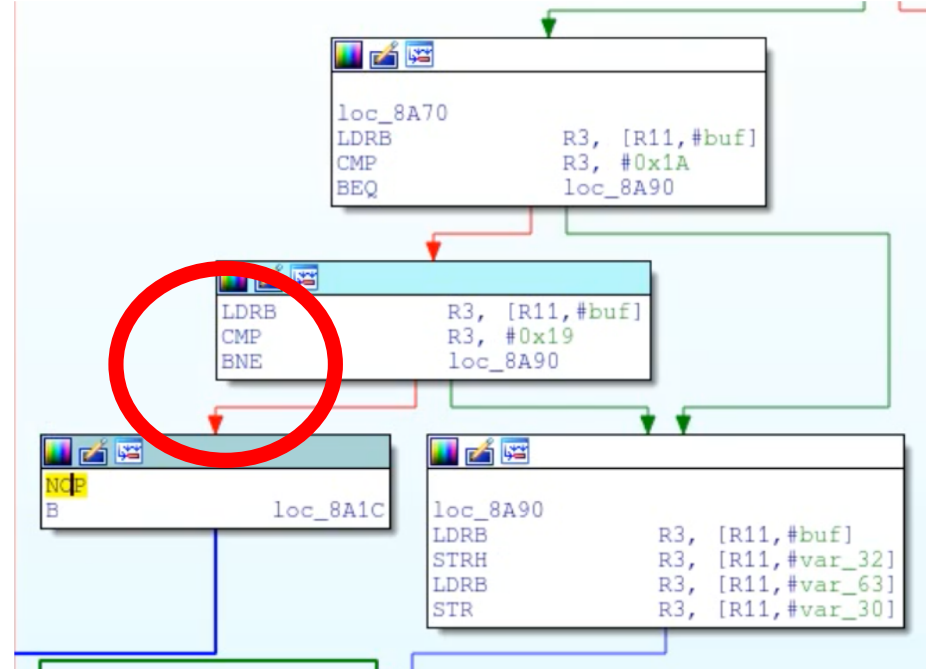 loc_8A70
LDRB R3, [R11,#buf]
CMP R3, #0x1A
BEQ loc_8A90
LDRB R3, [R11,#buf]
CMP R3, #0x19
BNE loc_8A90
NOP
B loc_8A1C
loc_8A90
LDRB R3, [R11,#buf]
STRH R3, [R11,#var_32]
LDRB R3, [R11,#var_63]
STR R3, [R11,#var_30]